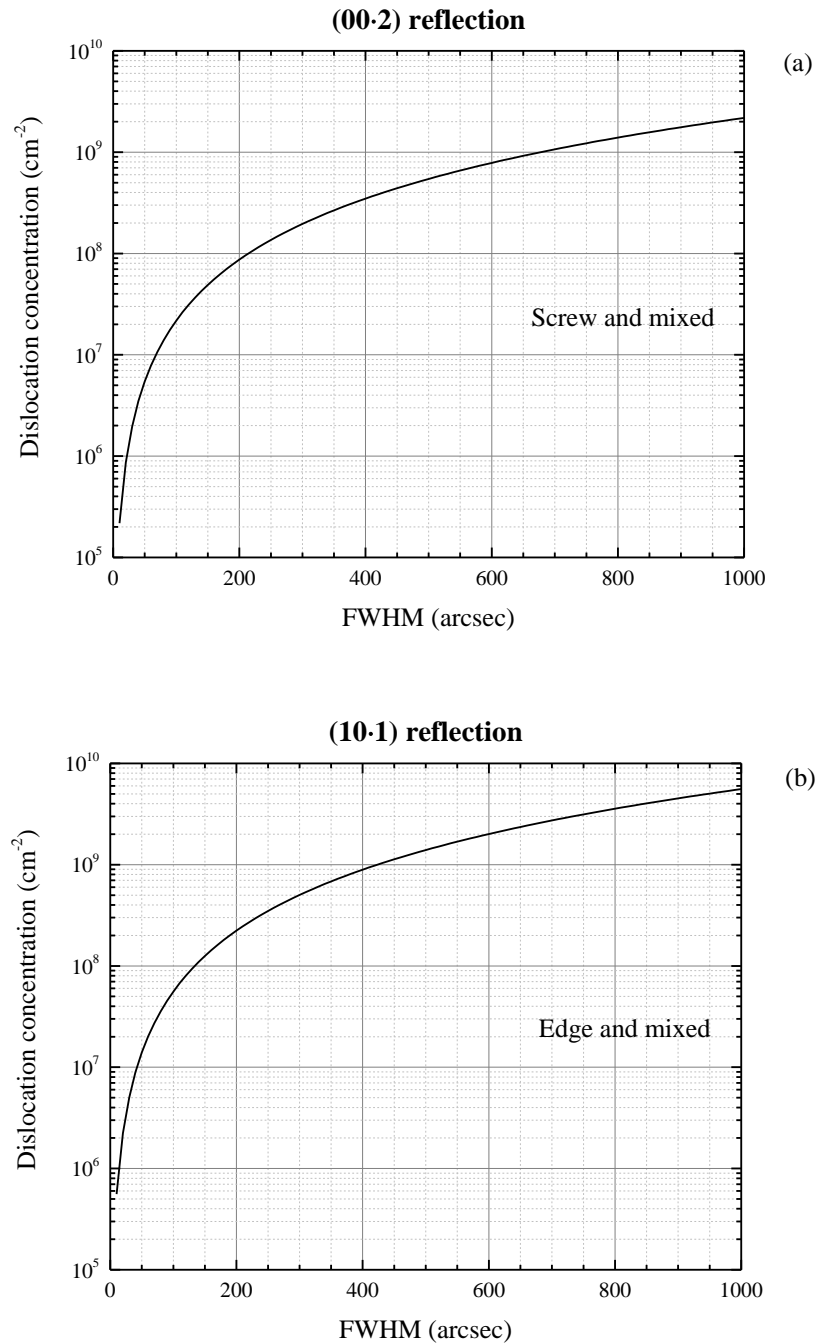 (00·2) reflection
(a)
10^10
10^9
10^8
10^7
10^6
10^5
Dislocation concentration (cm^-2)
Screw and mixed
0 200 400 600 800 1000
FWHM (arcsec)
(10·1) reflection
(b)
10^10
10^9
10^8
10^7
10^6
10^5
Dislocation concentration (cm^-2)
Edge and mixed
0 200 400 600 800 1000
FWHM (arcsec)